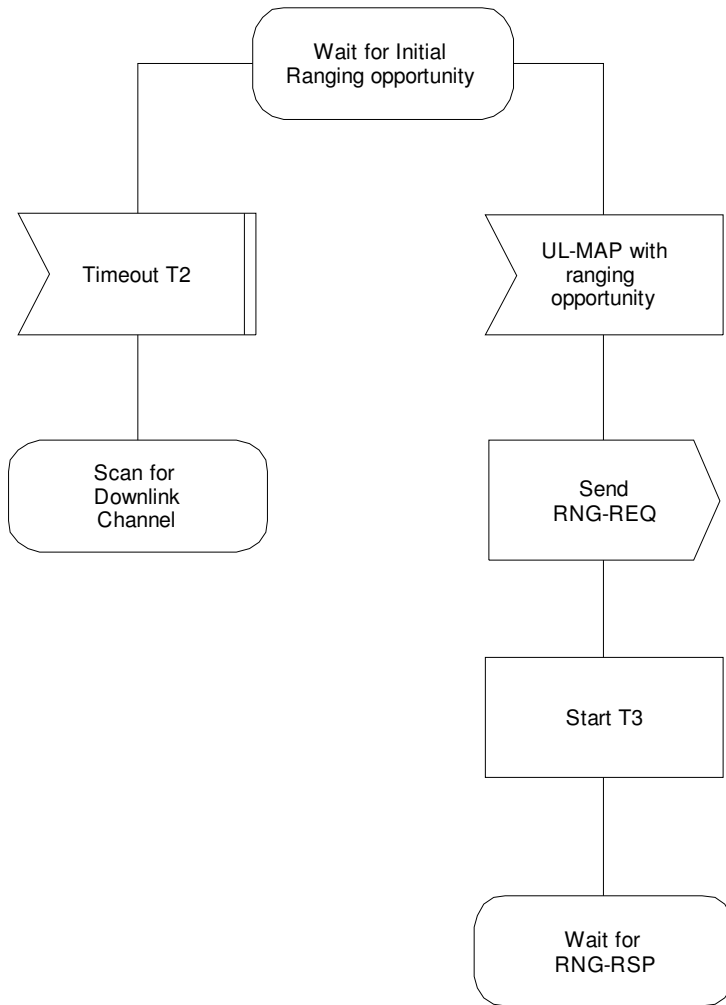 Wait for Initial
Ranging opportunity
Timeout T2
UL-MAP with
ranging
opportunity
Scan for
Downlink
Channel
Send
RNG-REQ
Start T3
Wait for
RNG-RSP